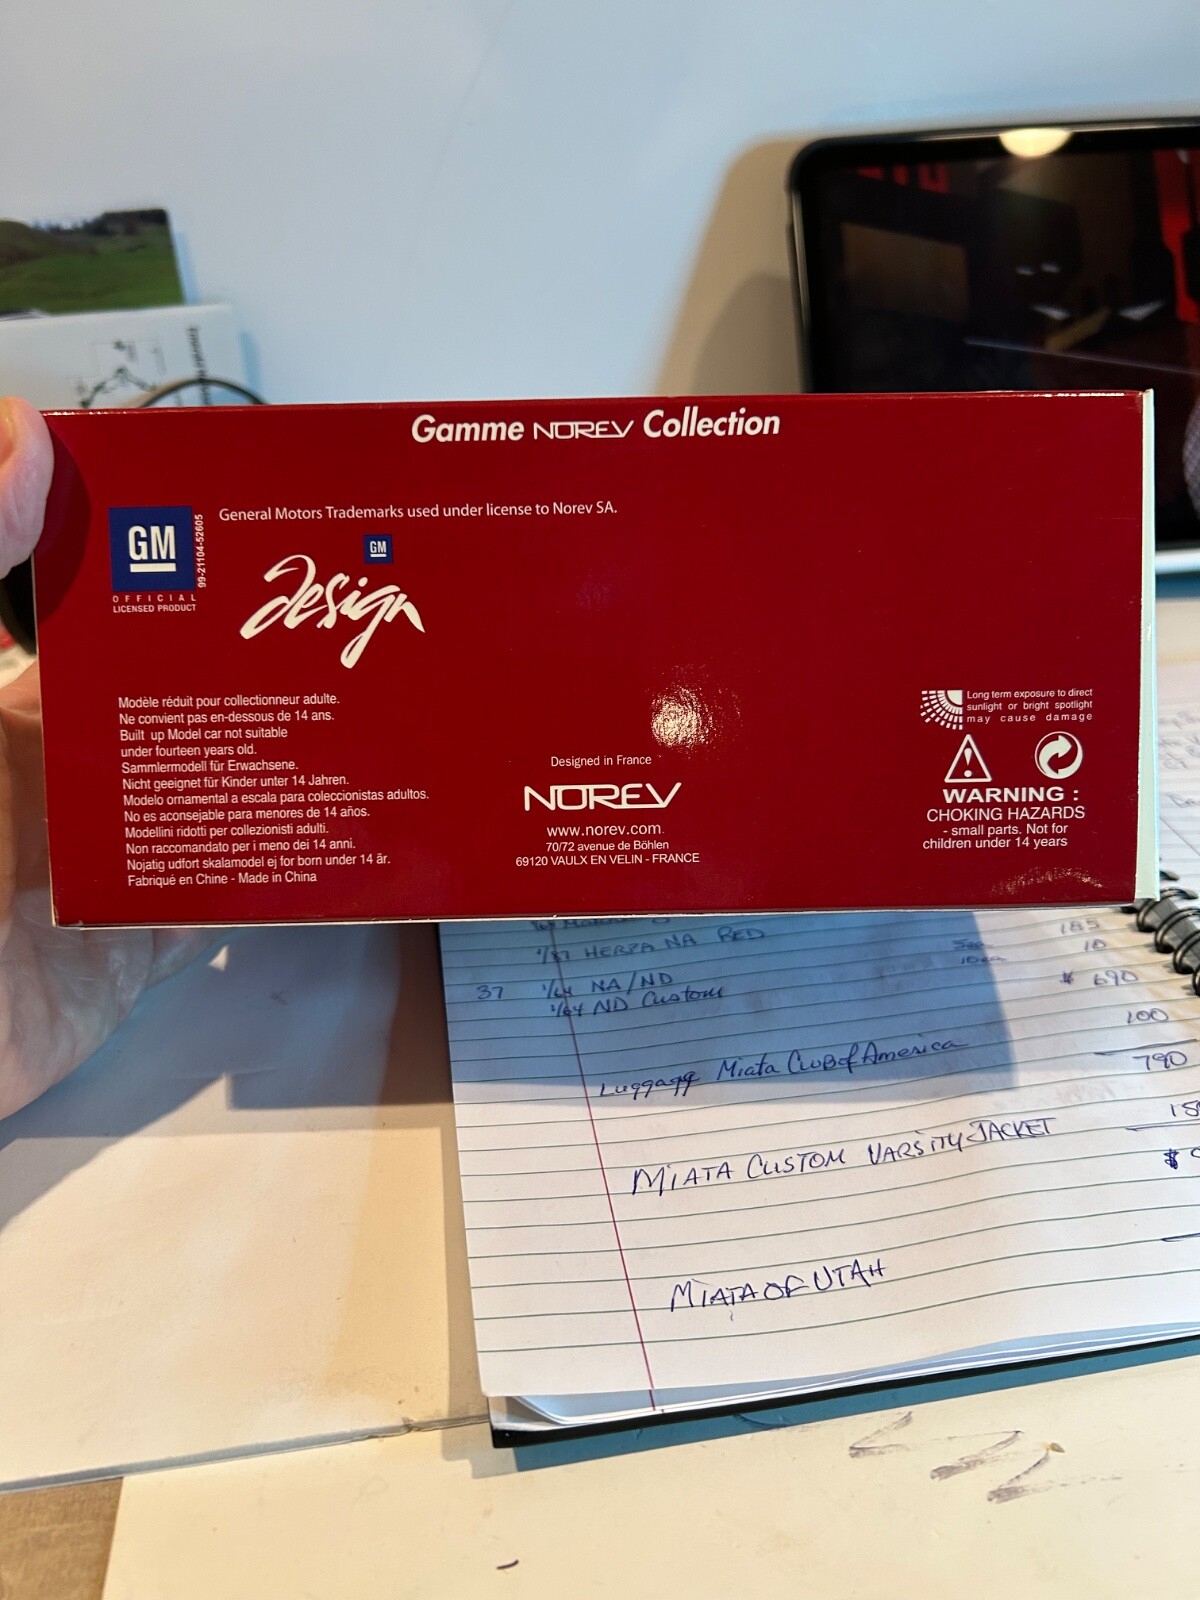 Gamme NOREV Collection
GM
OFFICIAL
LICENSED PRODUCT
99-21104-52605
General Motors Trademarks used under license to Norev SA.
GM
design
Modèle réduit pour collectionneur adulte.
Ne convient pas en-dessous de 14 ans.
Built up Model car not suitable
under fourteen years old.
Sammlermodell für Erwachsene.
Nicht geeignet für Kinder unter 14 Jahren.
Modelo ornamental a escala para coleccionistas adultos.
No es aconsejable para menores de 14 años.
Modellini ridotti per collezionisti adulti.
Non raccomandato per i meno dei 14 anni.
Nojatig udfort skalamodel ej for born under 14 år.
Fabriqué en Chine - Made in China
Designed in France
NOREV
www.norev.com
70/72 avenue de Böhlen
69120 VAULX EN VELIN - FRANCE
Long term exposure to direct
sunlight or bright spotlight
may cause damage
WARNING :
CHOKING HAZARDS
- small parts. Not for
children under 14 years
1/87 HERPA NA RED 5ea 185
10ea 10
37 1/64 NA/ND $ 690
1/64 ND Custom
100
Luggagg Miata Club of America 790
MIATA CUSTOM VARSITY JACKET
$
MIATA OF UTAH